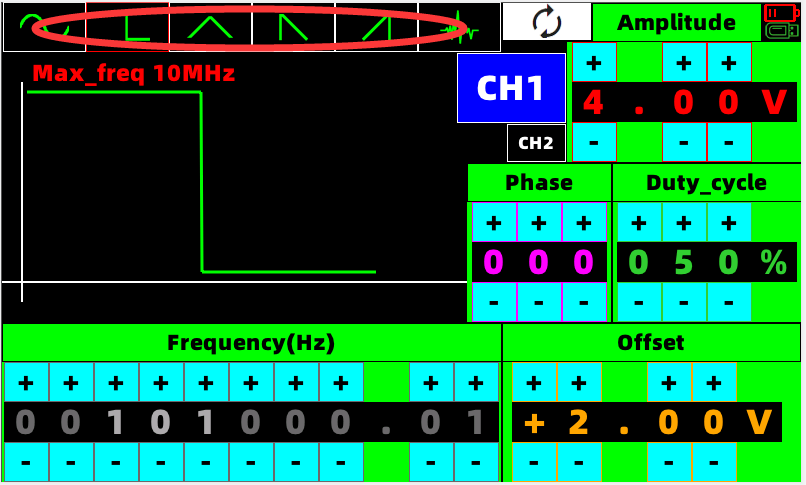 Amplitude
+ + +
Max_freq 10MHz
CH1
4 . 0 0 V
CH2
- - -
Phase
Duty_cycle
+ + +
+ + +
0 0 0
0 5 0 %
- - -
- - -
Frequency(Hz)
Offset
+ + + + + + + + + +
+ + + +
0 0 1 0 1 0 0 0 . 0 1
+ 2 . 0 0 V
- - - - - - - - - -
- - - -